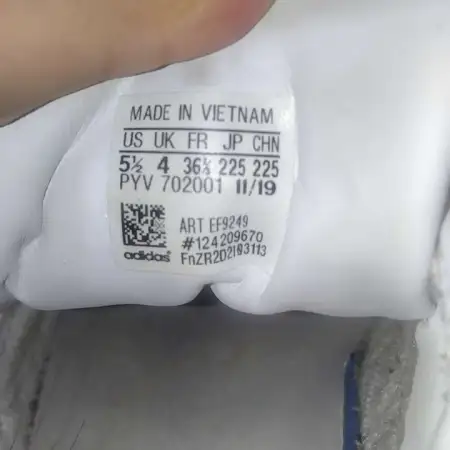 MADE IN VIETNAM
US UK FR JP CHN
5½ 4 36⅔ 225 225
PYV 702001 11/19
ART EF9249
#124209670
adidas FnZR202193113